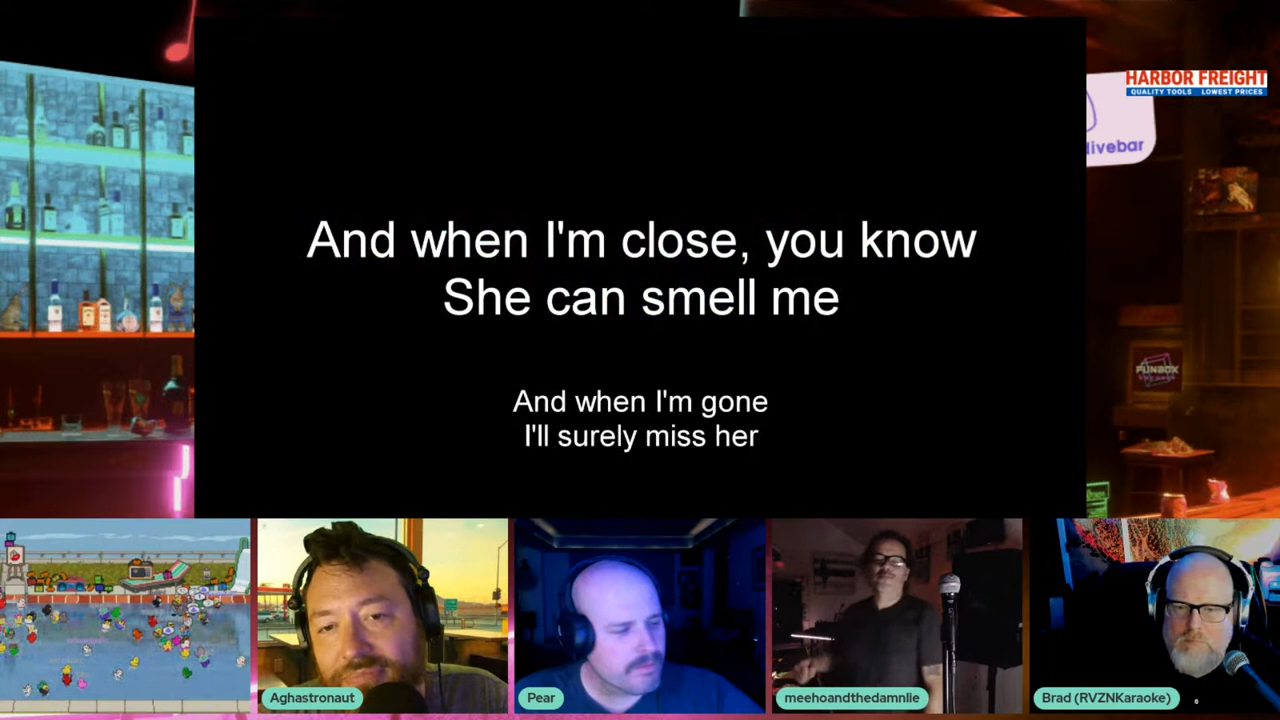 HARBOR FREIGHT
QUALITY TOOLS LOWEST PRICES
livebar
And when I'm close, you know
She can smell me
And when I'm gone
I'll surely miss her
FUNBOX
Aghastronaut
Pear
meehoandthedamnlie
Brad (RVZNKaraoke)